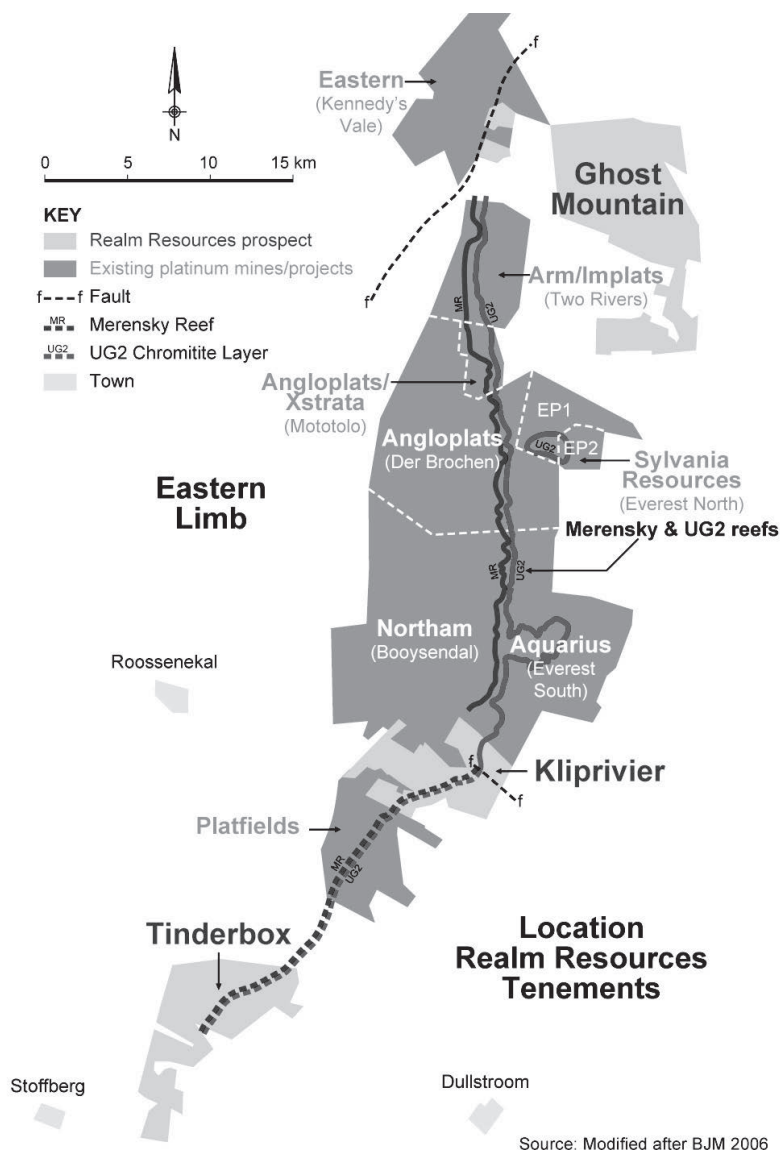 f
Eastern
(Kennedy's
Vale)
N
0 5 10 15 km
Ghost
Mountain
KEY
Realm Resources prospect
Existing platinum mines/projects
f f Fault
MR Merensky Reef
UG2 UG2 Chromitite Layer
Town
Arm/Implats
(Two Rivers)
MR
UG2
f
Angloplats/
Xstrata
(Mototolo)
EP1
Angloplats
(Der Brochen)
UG2
EP2
Sylvania
Resources
(Everest North)
Eastern
Limb
Merensky & UG2 reefs
MR
UG2
Northam
(Booysendal)
Aquarius
(Everest
South)
Roossenekal
f
Kliprivier
f
Platfields
MR
UG2
Tinderbox
Location
Realm Resources
Tenements
Stoffberg
Dullstroom
Source: Modified after BJM 2006